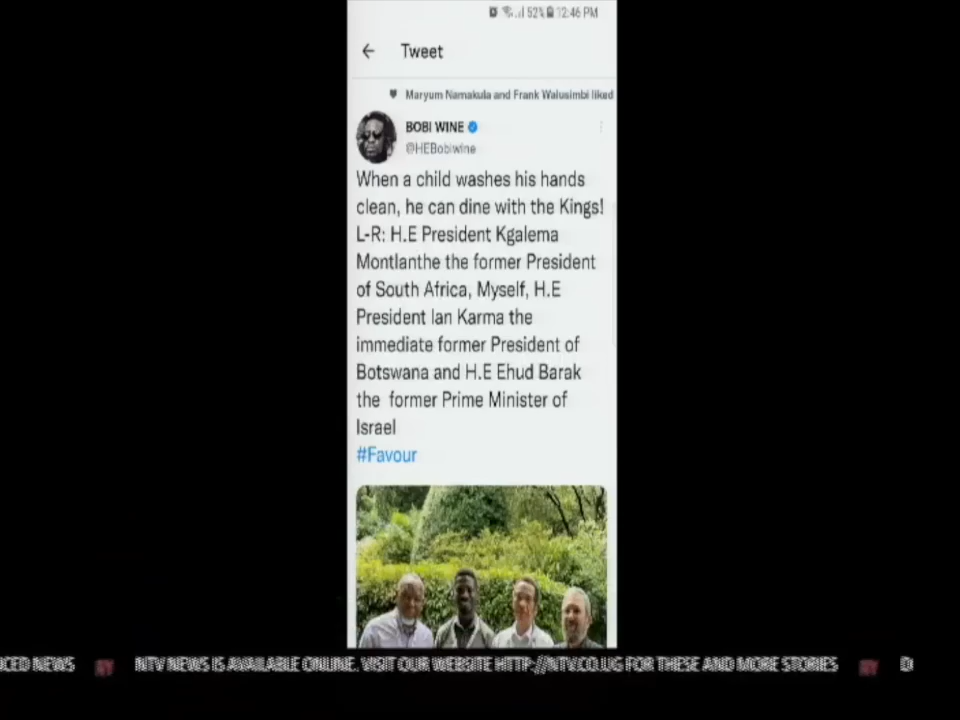 52% 12:46 PM
Tweet
Maryum Namakula and Frank Walusimbi liked
BOBI WINE
@HEBobiwine
When a child washes his hands
clean, he can dine with the Kings!
L-R: H.E President Kgalema
Montlanthe the former President
of South Africa, Myself, H.E
President Ian Karma the
immediate former President of
Botswana and H.E Ehud Barak
the former Prime Minister of
Israel
#Favour
UCED NEWS NTV NEWS IS AVAILABLE ONLINE. VISIT OUR WEBSITE HTTP://NTV.CO.UG FOR THESE AND MORE STORIES